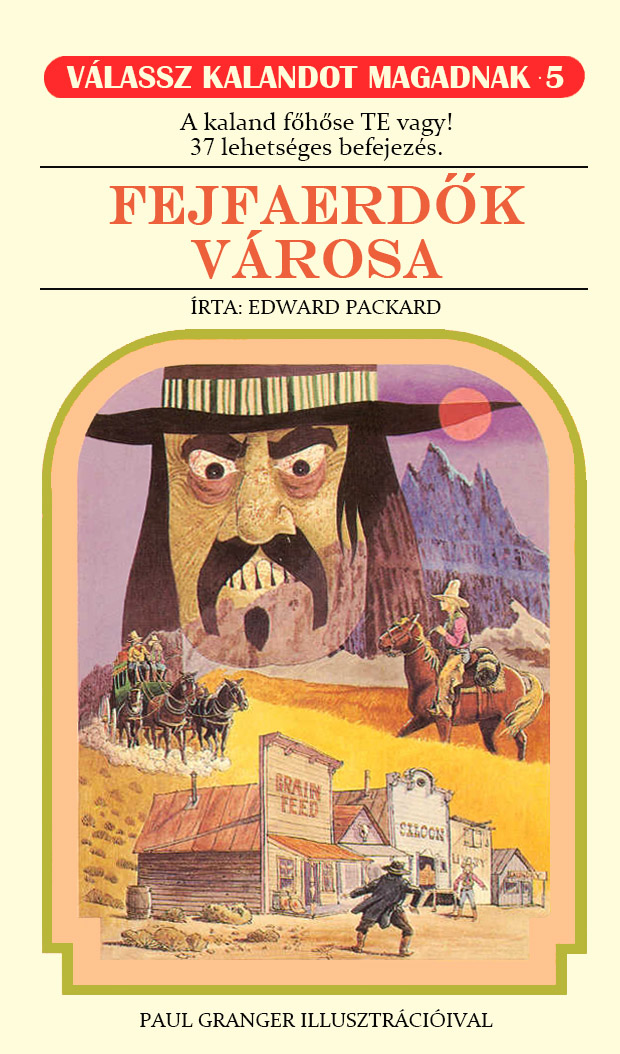 VÁLASSZ KALANDOT MAGADNAK · 5
A kaland főhőse TE vagy!
37 lehetséges befejezés.
FEJFAERDŐK
VÁROSA
ÍRTA: EDWARD PACKARD
GRAIN
FEED
SALOON
PAUL GRANGER ILLUSZTRÁCIÓIVAL